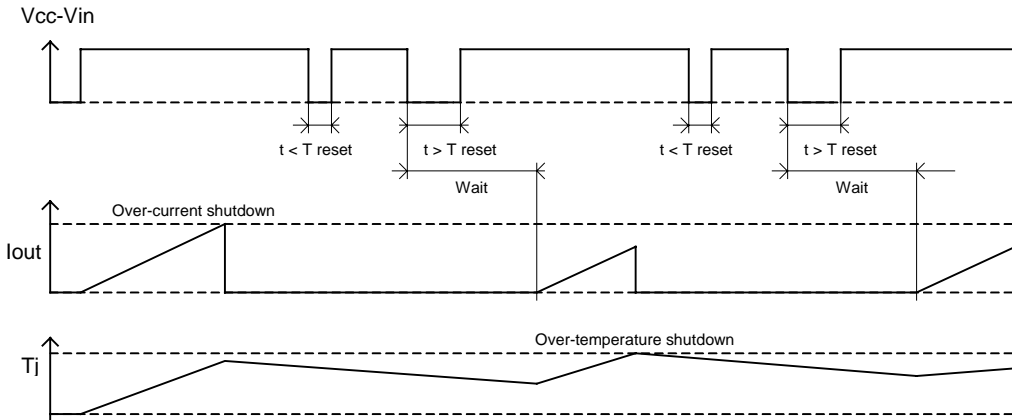 Vcc-Vin
t < T reset
t > T reset
t < T reset
t > T reset
Wait
Wait
Over-current shutdown
Iout
Over-temperature shutdown
Tj